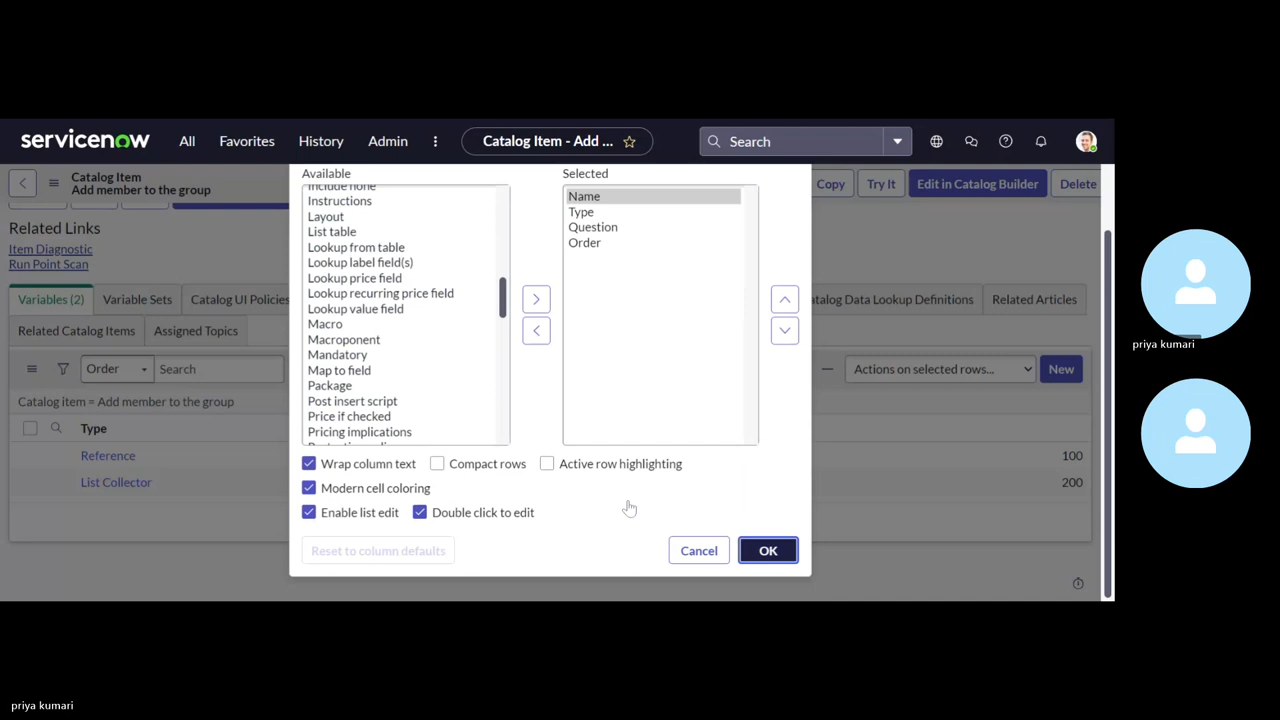 servicenow
All
Favorites
History
Admin
Catalog Item - Add ...
Search
Catalog Item
Add member to the group
Copy
Try It
Edit in Catalog Builder
Delete
Related Links
Item Diagnostic
Run Point Scan
Variables (2)
Variable Sets
Catalog UI Policies
atalog Data Lookup Definitions
Related Articles
Related Catalog Items
Assigned Topics
Order
Search
Actions on selected rows...
New
Catalog item = Add member to the group
Type
Reference
100
List Collector
200
Available
Include none
Instructions
Layout
List table
Lookup from table
Lookup label field(s)
Lookup price field
Lookup recurring price field
Lookup value field
Macro
Macroponent
Mandatory
Map to field
Package
Post insert script
Price if checked
Pricing implications
Selected
Name
Type
Question
Order
Wrap column text
Compact rows
Active row highlighting
Modern cell coloring
Enable list edit
Double click to edit
Reset to column defaults
Cancel
OK
priya kumari
priya kumari